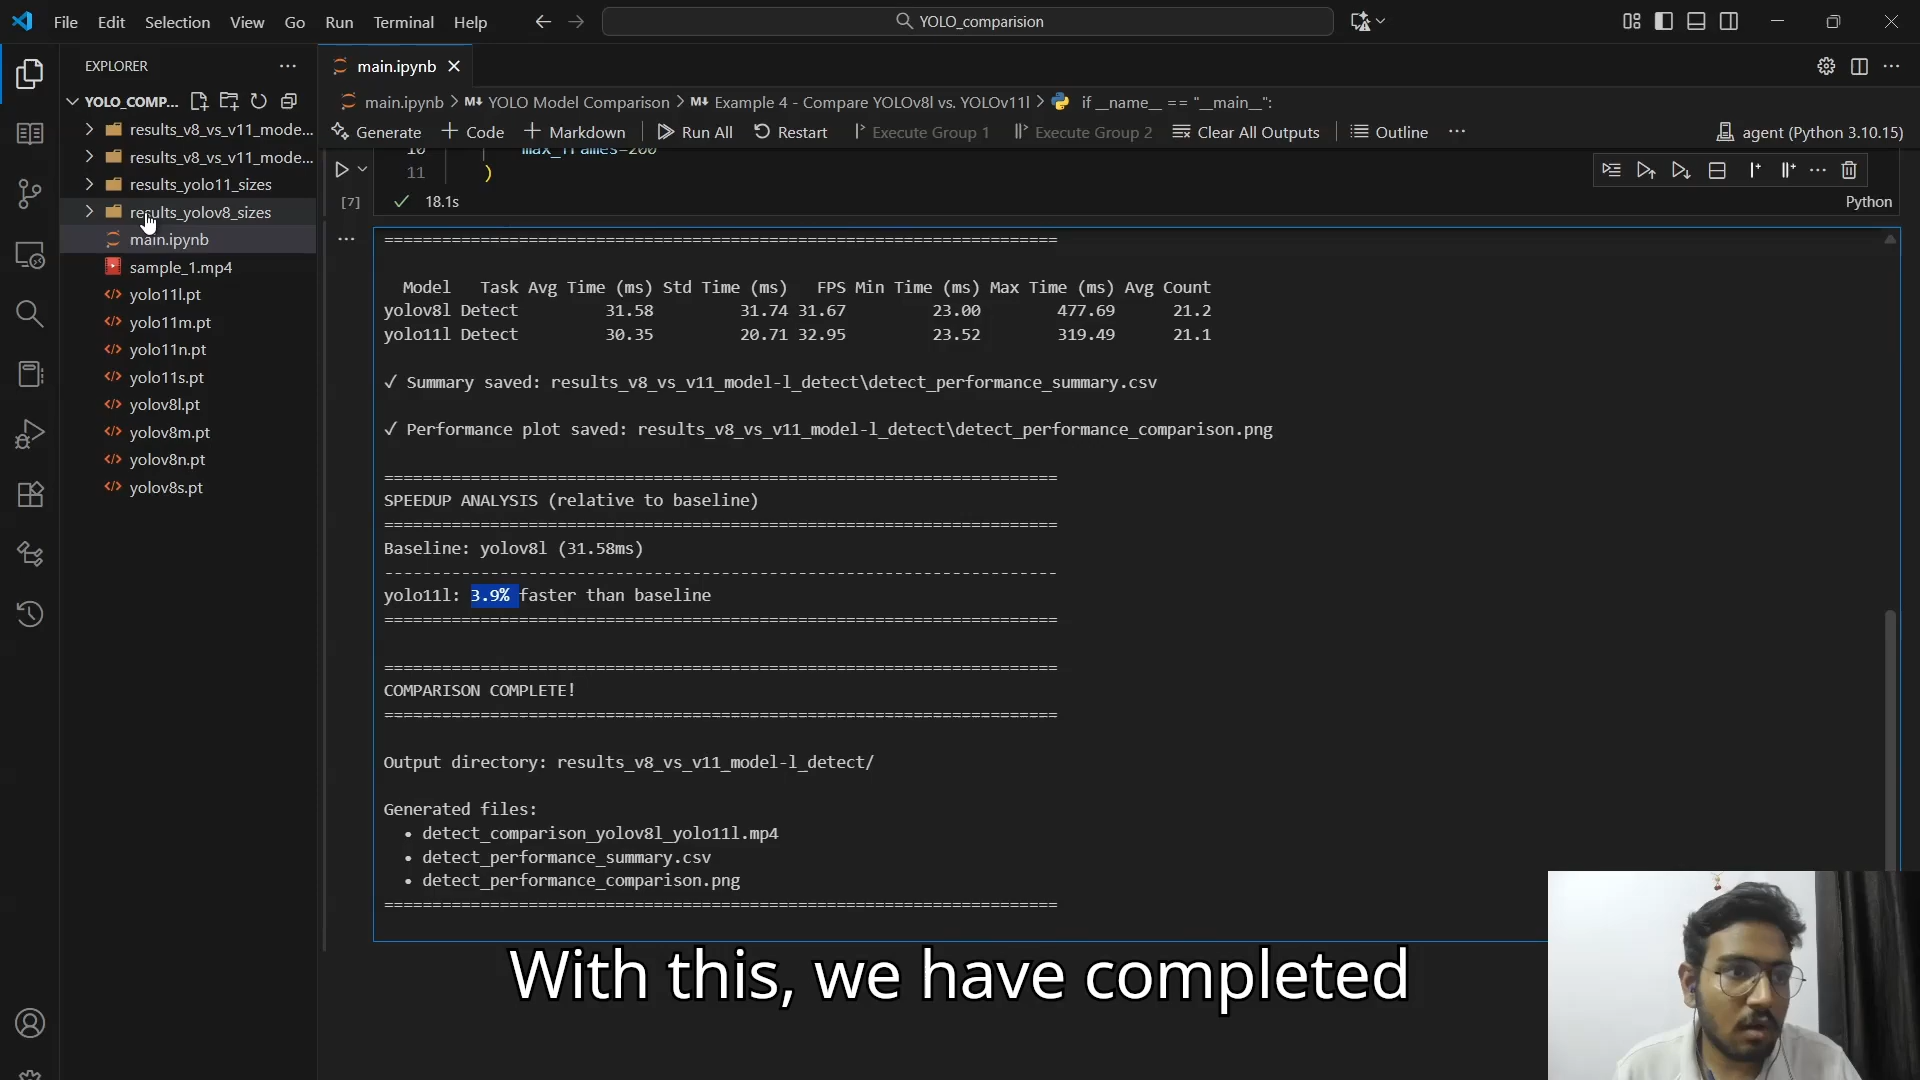 File Edit Selection View Go Run Terminal Help
YOLO_comparision
EXPLORER
YOLO_COMP...
results_v8_vs_v11_mode...
results_v8_vs_v11_mode...
results_yolo11_sizes
results_yolov8_sizes
main.ipynb
sample_1.mp4
yolo11l.pt
yolo11m.pt
yolo11n.pt
yolo11s.pt
yolov8l.pt
yolov8m.pt
yolov8n.pt
yolov8s.pt
main.ipynb
main.ipynb > M↓ YOLO Model Comparison > M↓ Example 4 - Compare YOLOv8l vs. YOLOv11l > if __name__ == "__main__":
Generate + Code + Markdown Run All Restart Execute Group 1 Execute Group 2 Clear All Outputs Outline ... agent (Python 3.10.15)
10 max_frames=200
11 )
[7] ✓ 18.1s Python
======================================================================
Model Task Avg Time (ms) Std Time (ms) FPS Min Time (ms) Max Time (ms) Avg Count
yolov8l Detect 31.58 31.74 31.67 23.00 477.69 21.2
yolo11l Detect 30.35 20.71 32.95 23.52 319.49 21.1
✓ Summary saved: results_v8_vs_v11_model-l_detect\detect_performance_summary.csv
✓ Performance plot saved: results_v8_vs_v11_model-l_detect\detect_performance_comparison.png
======================================================================
SPEEDUP ANALYSIS (relative to baseline)
======================================================================
Baseline: yolov8l (31.58ms)
----------------------------------------------------------------------
yolo11l: 3.9% faster than baseline
======================================================================
======================================================================
COMPARISON COMPLETE!
======================================================================
Output directory: results_v8_vs_v11_model-l_detect/
Generated files:
• detect_comparison_yolov8l_yolo11l.mp4
• detect_performance_summary.csv
• detect_performance_comparison.png
======================================================================
With this, we have completed